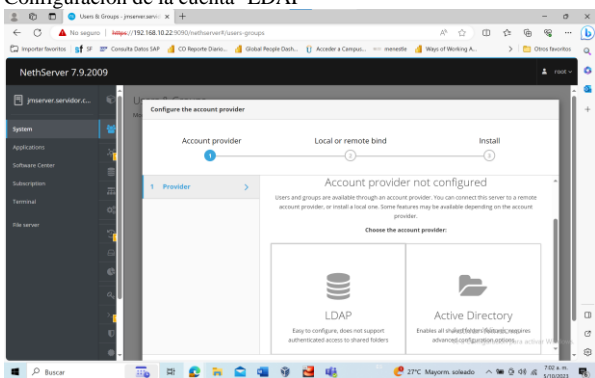 Configuración de la cuenta "LDAP"
Users & Groups - jmserver.servi
No seguro
https://192.168.10.22:9090/nethserver#/users-groups
Importar favoritos
SF
Consulta Datos SAP
CO Reporte Diario...
Global People Dash...
Acceder a Campus...
menestle
Ways of Working A...
Otros favoritos
NethServer 7.9.2009
root
jmserver.servidor.c...
System
Applications
Software Center
Subscription
Terminal
File server
Configure the account provider
Account provider
Local or remote bind
Install
1
2
3
1 Provider
Account provider not configured
Users and groups are available through an account provider. You can connect this server to a remote
account provider, or install a local one. Some features may be available depending on the account
provider.
Choose the account provider:
LDAP
Easy to configure, does not support
authenticated access to shared folders
Active Directory
Enables all shared folders features, requires
advanced configuration options.
Buscar
27°C Mayorm. soleado
7:02 a. m.
5/10/2023